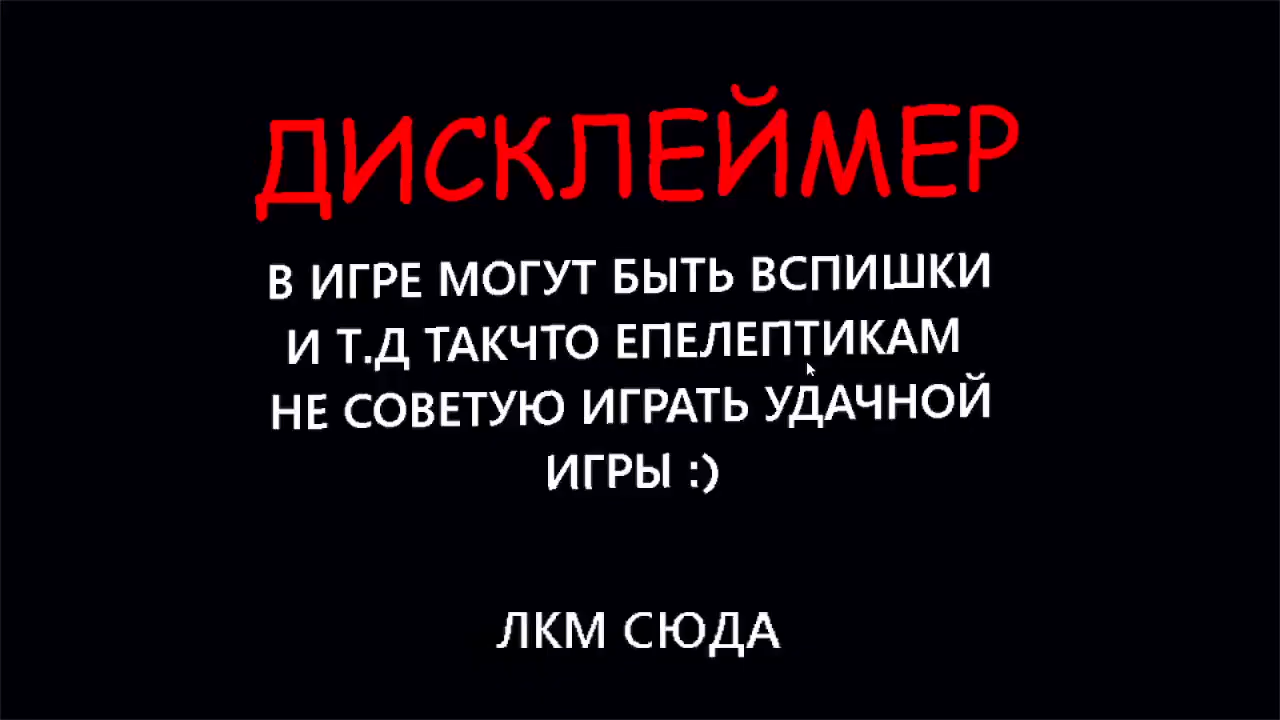 ДИСКЛЕЙМЕР
В ИГРЕ МОГУТ БЫТЬ ВСПИШКИ
И Т.Д ТАКЧТО ЕПЕЛЕПТИКАМ
НЕ СОВЕТУЮ ИГРАТЬ УДАЧНОЙ
ИГРЫ :)
ЛКМ СЮДА